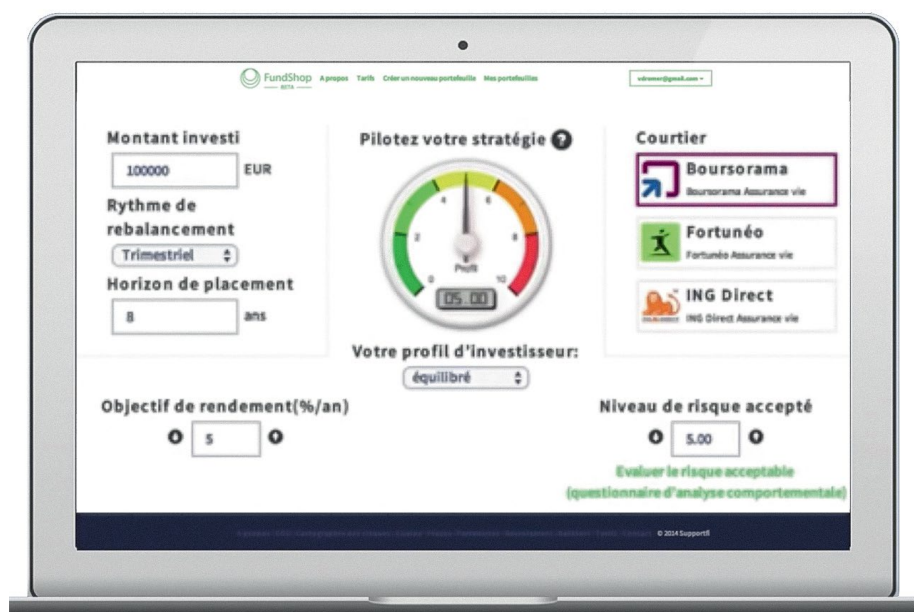 FundShop
BETA
A propos Tarifs Créer un nouveau portefeuille Mes portefeuilles
Montant investi
100000 EUR
Rythme de
rebalancement
Trimestriel
Horizon de placement
8 ans
Pilotez votre stratégie ?
0 2 4 6 8 10
Profil
05.00
Votre profil d'investisseur:
équilibré
Courtier
Boursorama
Boursorama Assurance vie
Fortunéo
Fortunéo Assurance vie
ING Direct
ING Direct Assurance vie
Objectif de rendement(%/an)
5
Niveau de risque accepté
5.00
Evaluer le risque acceptable
(questionnaire d'analyse comportementale)
© 2014 Supportfi